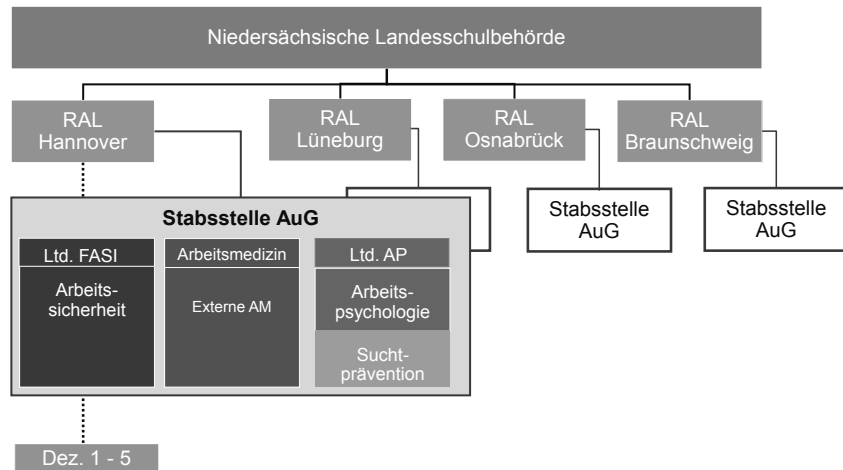 Niedersächsische Landesschulbehörde
RAL
Hannover
RAL
Lüneburg
RAL
Osnabrück
RAL
Braunschweig
Stabsstelle AuG
Ltd. FASI
Arbeits-
sicherheit
Arbeitsmedizin
Externe AM
Ltd. AP
Arbeits-
psychologie
Sucht-
prävention
Stabsstelle
AuG
Stabsstelle
AuG
Dez. 1 - 5